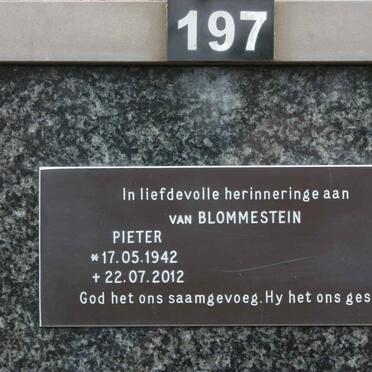 197
In liefdevolle herinneringe aan
VAN BLOMMESTEIN
PIETER
* 17.05.1942
+ 22.07.2012
God het ons saamgevoeg. Hy het ons